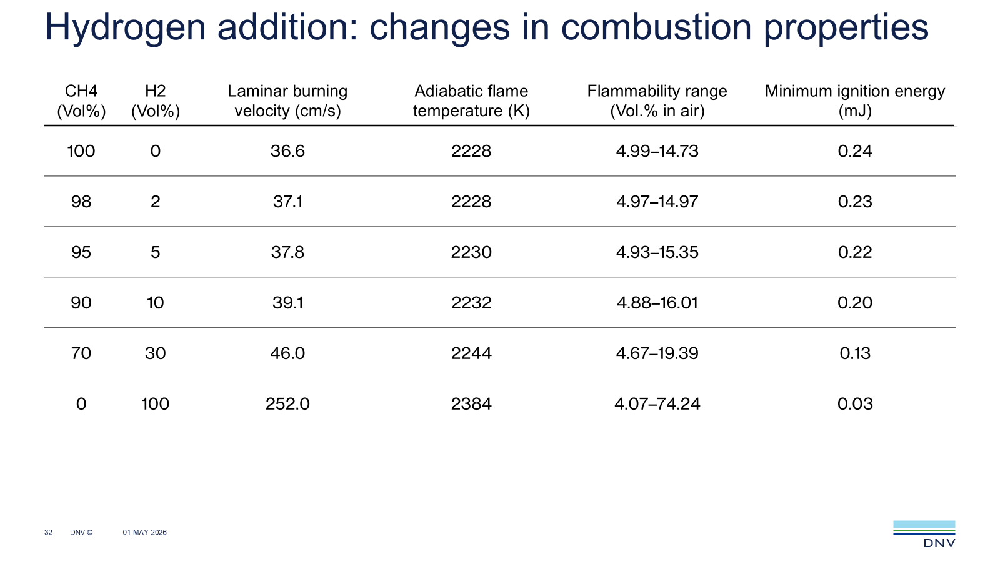 Hydrogen addition: changes in combustion properties
CH4 (Vol%) H2 (Vol%) Laminar burning velocity (cm/s) Adiabatic flame temperature (K) Flammability range (Vol.% in air) Minimum ignition energy (mJ)
100 0 36.6 2228 4.99–14.73 0.24
98 2 37.1 2228 4.97–14.97 0.23
95 5 37.8 2230 4.93–15.35 0.22
90 10 39.1 2232 4.88–16.01 0.20
70 30 46.0 2244 4.67–19.39 0.13
0 100 252.0 2384 4.07–74.24 0.03
32 DNV © 01 MAY 2026
DNV